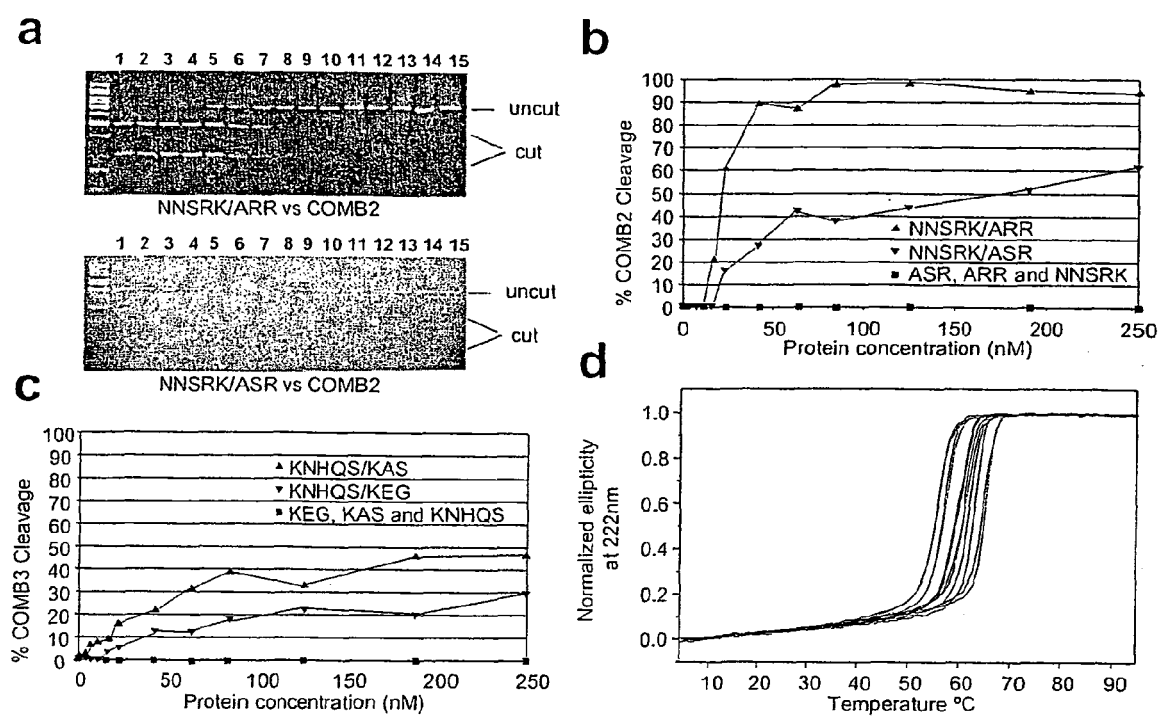 a
1 2 3 4 5 6 7 8 9 10 11 12 13 14 15
uncut
cut
NNSRK/ARR vs COMB2
1 2 3 4 5 6 7 8 9 10 11 12 13 14 15
uncut
cut
NNSRK/ASR vs COMB2
b
% COMB2 Cleavage
100
90
80
70
60
50
40
30
20
10
0
NNSRK/ARR
NNSRK/ASR
ASR, ARR and NNSRK
0 50 100 150 200 250
Protein concentration (nM)
c
% COMB3 Cleavage
100
90
80
70
60
50
40
30
20
10
0
KNHQS/KAS
KNHQS/KEG
KEG, KAS and KNHQS
0 50 100 150 200 250
Protein concentration (nM)
d
Normalized ellipticity
at 222nm
1.0
0.8
0.6
0.4
0.2
0.0
10 20 30 40 50 60 70 80 90
Temperature ºC